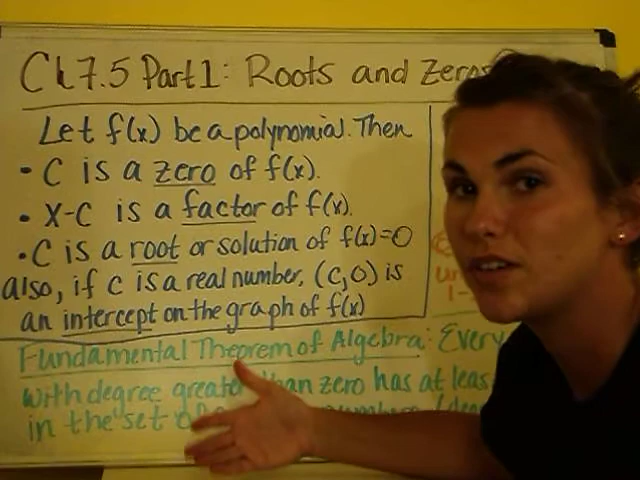 Ch 7.5 Part 1: Roots and Zeros
Let f(x) be a polynomial. Then
• C is a zero of f(x).
• X-C is a factor of f(x).
• C is a root or solution of f(x)=0
also, if c is a real number, (c,0) is
an intercept on the graph of f(x)
Fundamental Theorem of Algebra: Every
with degree greater than zero has at least
in the set of